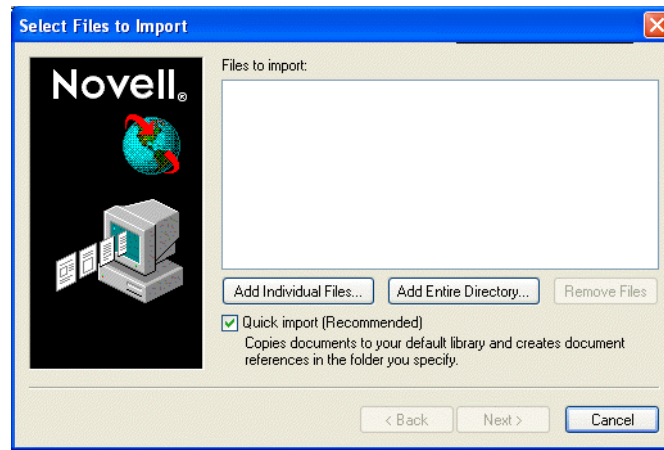 Select Files to Import
Novell®
Files to import:
Add Individual Files...
Add Entire Directory...
Remove Files
Quick import (Recommended)
Copies documents to your default library and creates document
references in the folder you specify.
< Back
Next >
Cancel